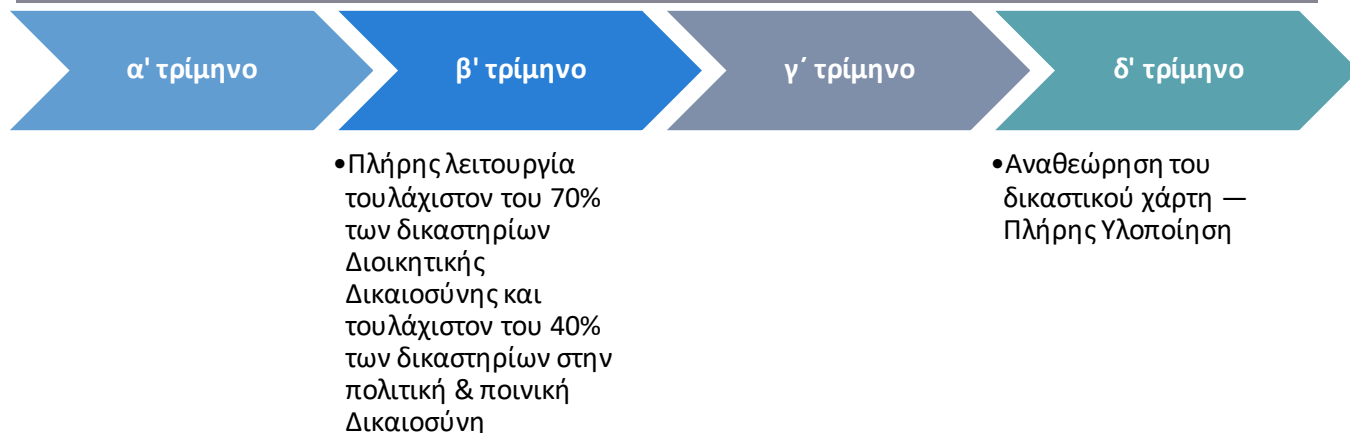 α' τρίμηνο
β' τρίμηνο
γ΄ τρίμηνο
δ' τρίμηνο
•Πλήρης λειτουργία
τουλάχιστον του 70%
των δικαστηρίων
Διοικητικής
Δικαιοσύνης και
τουλάχιστον του 40%
των δικαστηρίων στην
πολιτική & ποινική
Δικαιοσύνη
•Αναθεώρηση του
δικαστικού χάρτη —
Πλήρης Υλοποίηση